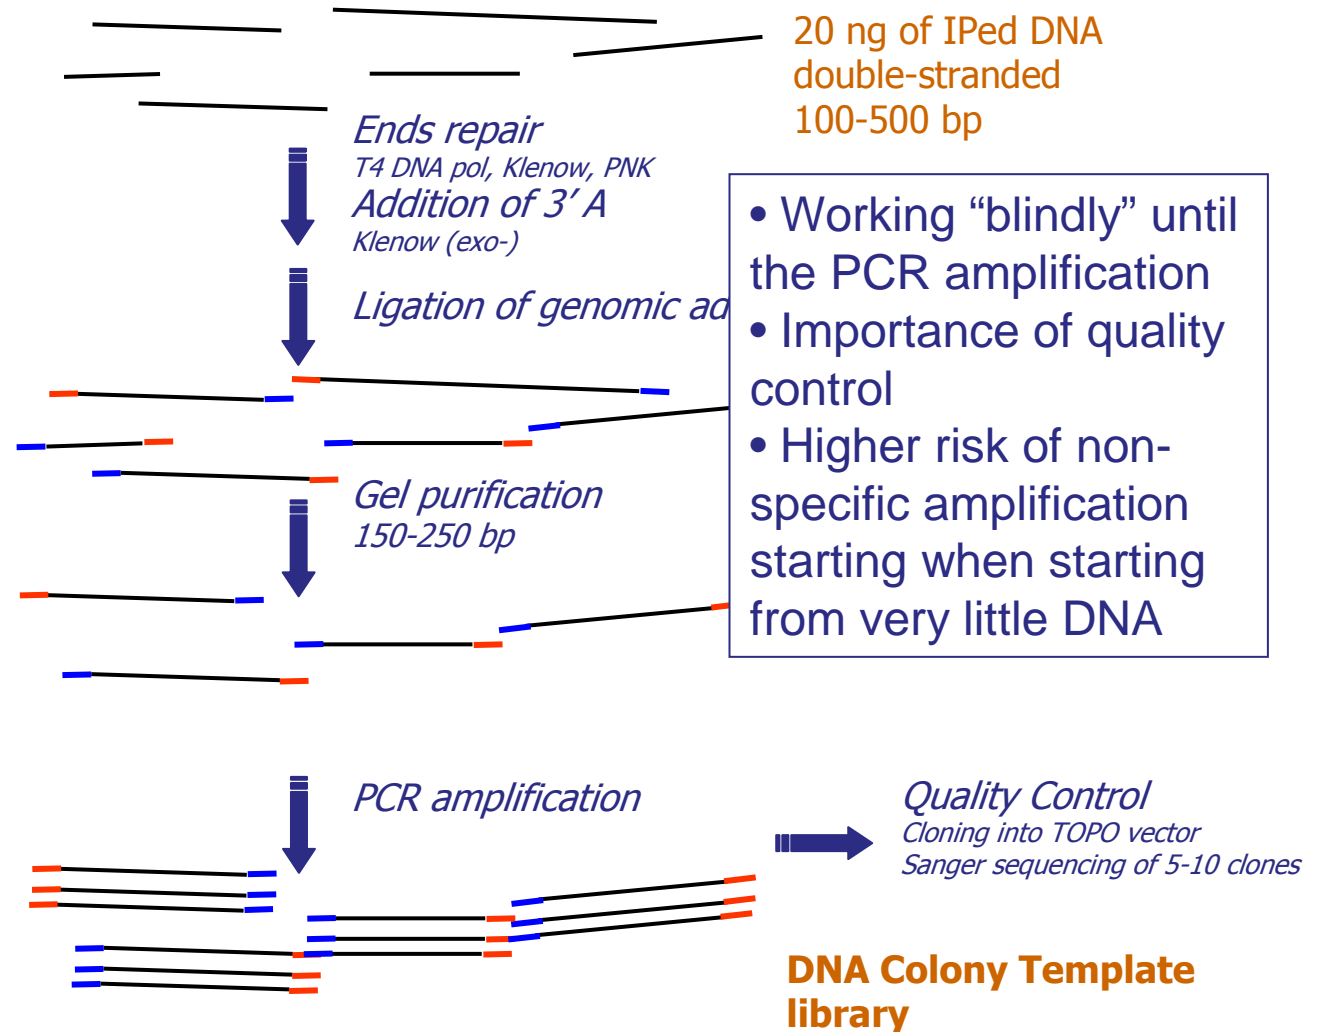 20 ng of IPed DNA
double-stranded
100-500 bp
Ends repair
T4 DNA pol, Klenow, PNK
Addition of 3’ A
Klenow (exo-)
Ligation of genomic ad
• Working “blindly” until
the PCR amplification
• Importance of quality
control
• Higher risk of non-
specific amplification
starting when starting
from very little DNA
Gel purification
150-250 bp
PCR amplification
Quality Control
Cloning into TOPO vector
Sanger sequencing of 5-10 clones
DNA Colony Template
library